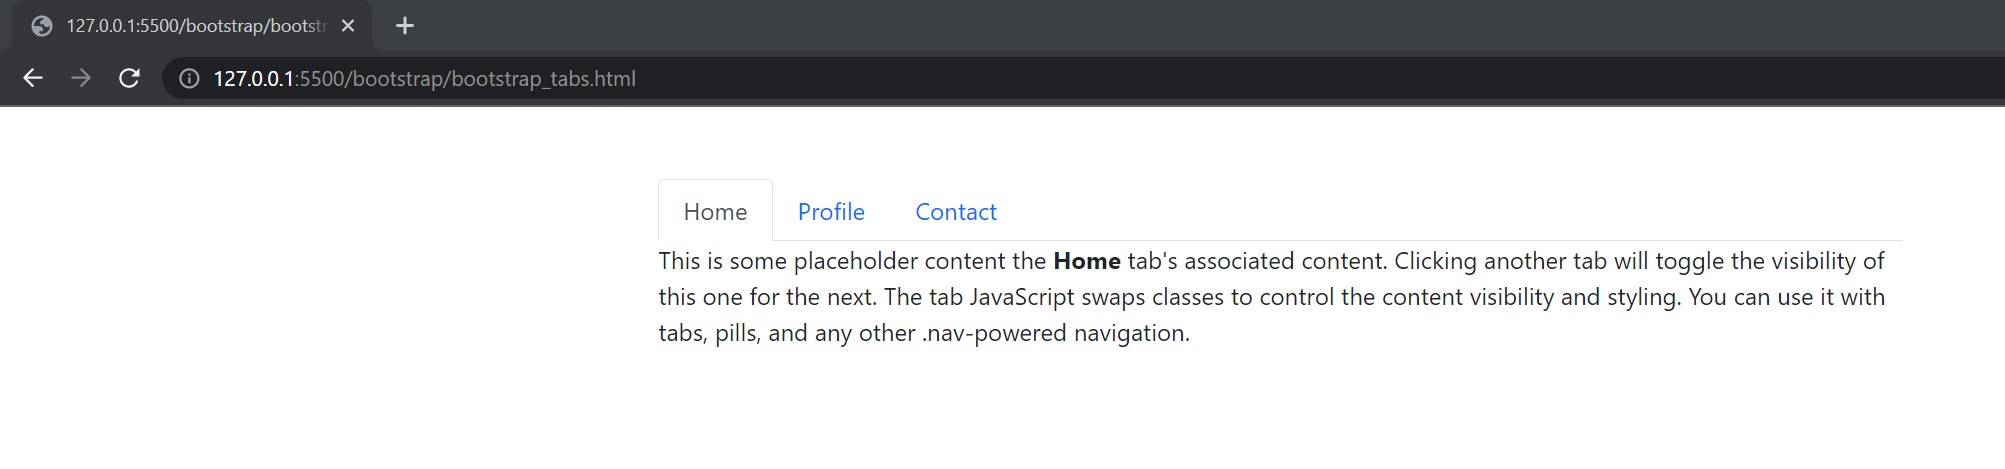 127.0.0.1:5500/bootstrap/bootstr
127.0.0.1:5500/bootstrap/bootstrap_tabs.html
Home Profile Contact
This is some placeholder content the Home tab's associated content. Clicking another tab will toggle the visibility of
this one for the next. The tab JavaScript swaps classes to control the content visibility and styling. You can use it with
tabs, pills, and any other .nav-powered navigation.